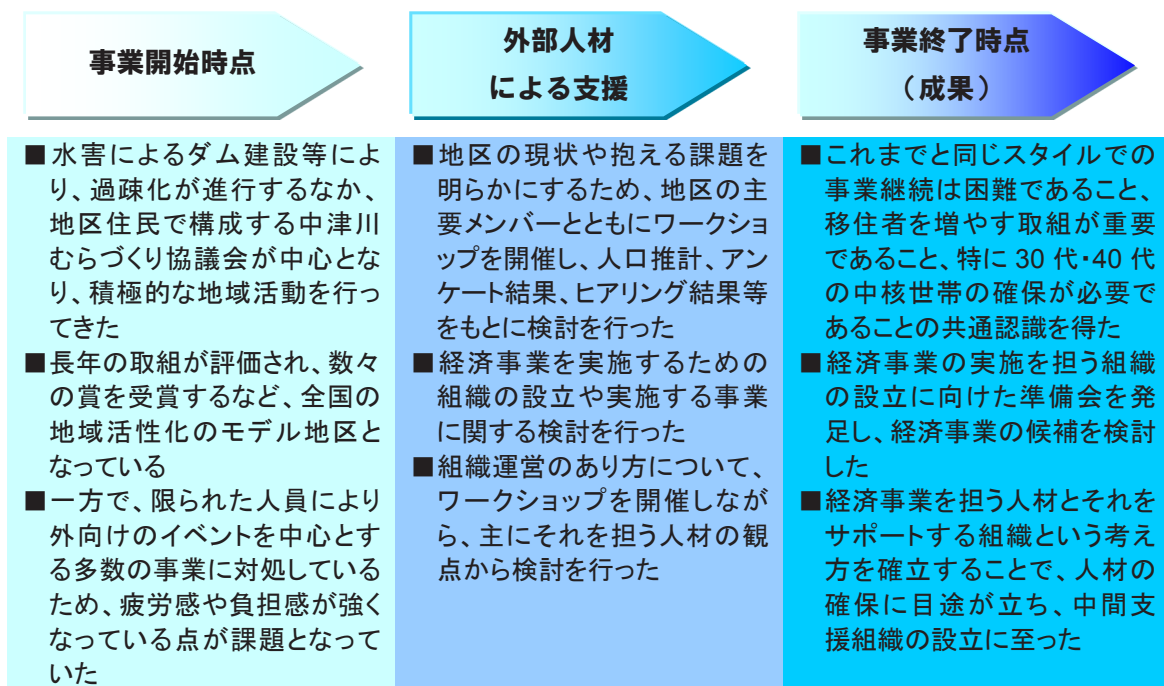 事業開始時点
■水害によるダム建設等によ
り、過疎化が進行するなか、
地区住民で構成する中津川
むらづくり協議会が中心とな
り、積極的な地域活動を行っ
てきた
■長年の取組が評価され、数々
の賞を受賞するなど、全国の
地域活性化のモデル地区と
なっている
■一方で、限られた人員により
外向けのイベントを中心とす
る多数の事業に対処している
ため、疲労感や負担感が強く
なっている点が課題となって
いた
外部人材
による支援
■地区の現状や抱える課題を
明らかにするため、地区の主
要メンバーとともにワークショ
ップを開催し、人口推計、アン
ケート結果、ヒアリング結果等
をもとに検討を行った
■経済事業を実施するための
組織の設立や実施する事業
に関する検討を行った
■組織運営のあり方について、
ワークショップを開催しなが
ら、主にそれを担う人材の観
点から検討を行った
事業終了時点
（成果）
■これまでと同じスタイルでの
事業継続は困難であること、
移住者を増やす取組が重要
であること、特に 30 代・40 代
の中核世帯の確保が必要で
あることの共通認識を得た
■経済事業の実施を担う組織
の設立に向けた準備会を発
足し、経済事業の候補を検討
した
■経済事業を担う人材とそれを
サポートする組織という考え
方を確立することで、人材の
確保に目途が立ち、中間支
援組織の設立に至った